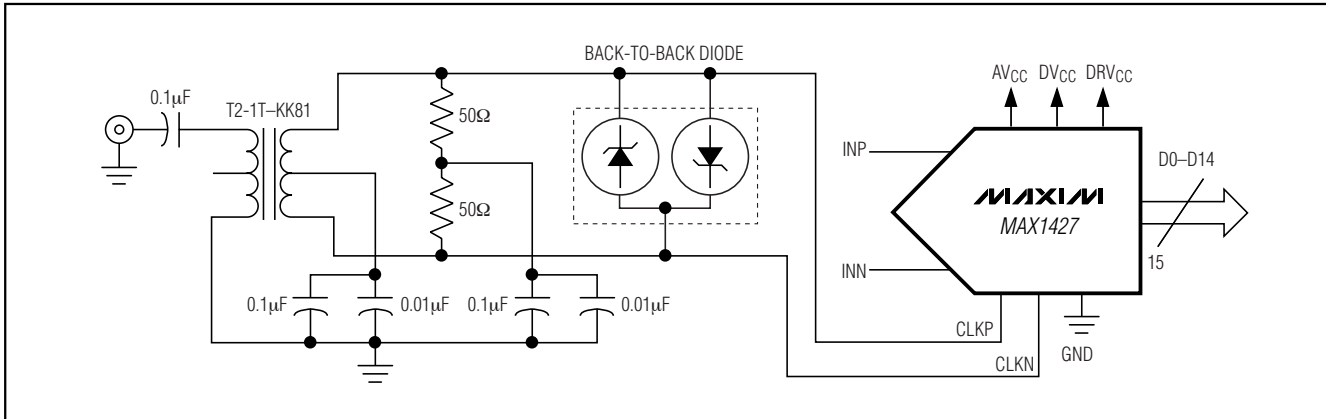 BACK-TO-BACK DIODE
AVCC DVCC DRVCC
0.1μF
T2-1T–KK81
50Ω
50Ω
INP
INN
D0–D14
15
MAXIM
MAX1427
0.1μF 0.01μF 0.1μF 0.01μF
CLKP
CLKN
GND